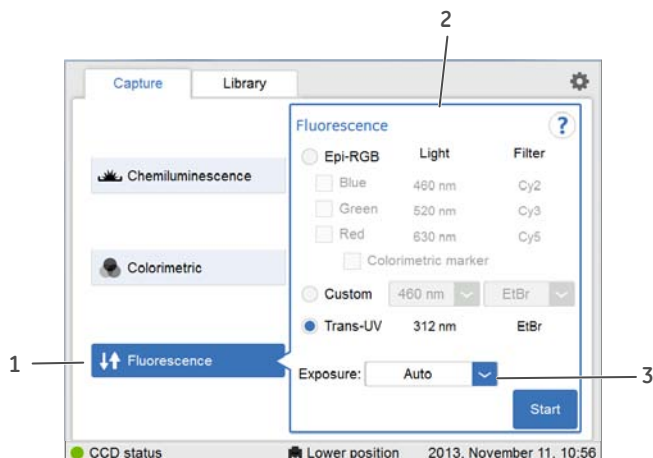 2
Capture Library
Fluorescence ?
Epi-RGB Light Filter
Chemiluminescence
Blue 460 nm Cy2
Green 520 nm Cy3
Red 630 nm Cy5
Colorimetric marker
Colorimetric
Custom 460 nm EtBr
Trans-UV 312 nm EtBr
1 Fluorescence
Exposure: Auto 3
Start
CCD status Lower position 2013, November 11, 10:56